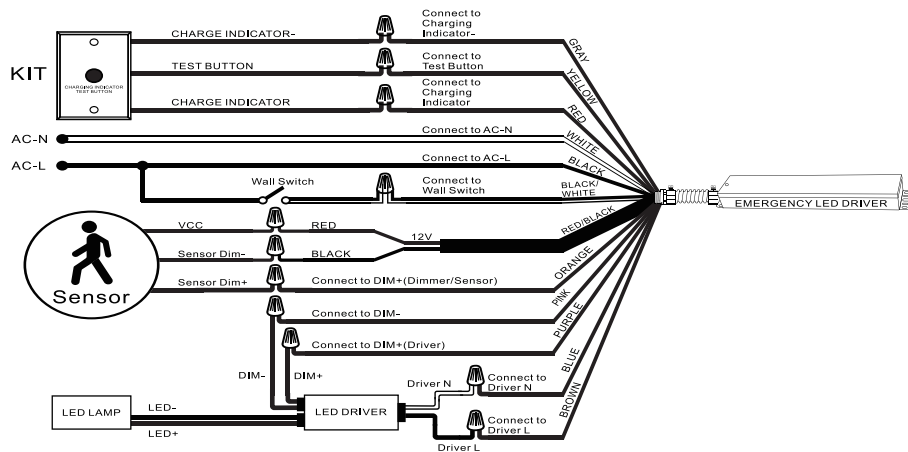 KIT
CHARGING INDICATOR
TEST BUTTON
CHARGE INDICATOR-
Connect to
Charging
Indicator-
GRAY
TEST BUTTON
Connect to
Test Button
YELLOW
CHARGE INDICATOR
Connect to
Charging
Indicator
RED
AC-N
Connect to AC-N
WHITE
AC-L
Connect to AC-L
BLACK
Wall Switch
Connect to
Wall Switch
BLACK/
WHITE
EMERGENCY LED DRIVER
VCC
RED
12V
RED/BLACK
Sensor Dim-
BLACK
Sensor
Sensor Dim+
Connect to DIM+(Dimmer/Sensor)
ORANGE
Connect to DIM-
PINK
Connect to DIM+(Driver)
PURPLE
DIM-
DIM+
Driver N
Connect to
Driver N
BLUE
LED LAMP
LED-
LED+
LED DRIVER
Driver L
Connect to
Driver L
BROWN